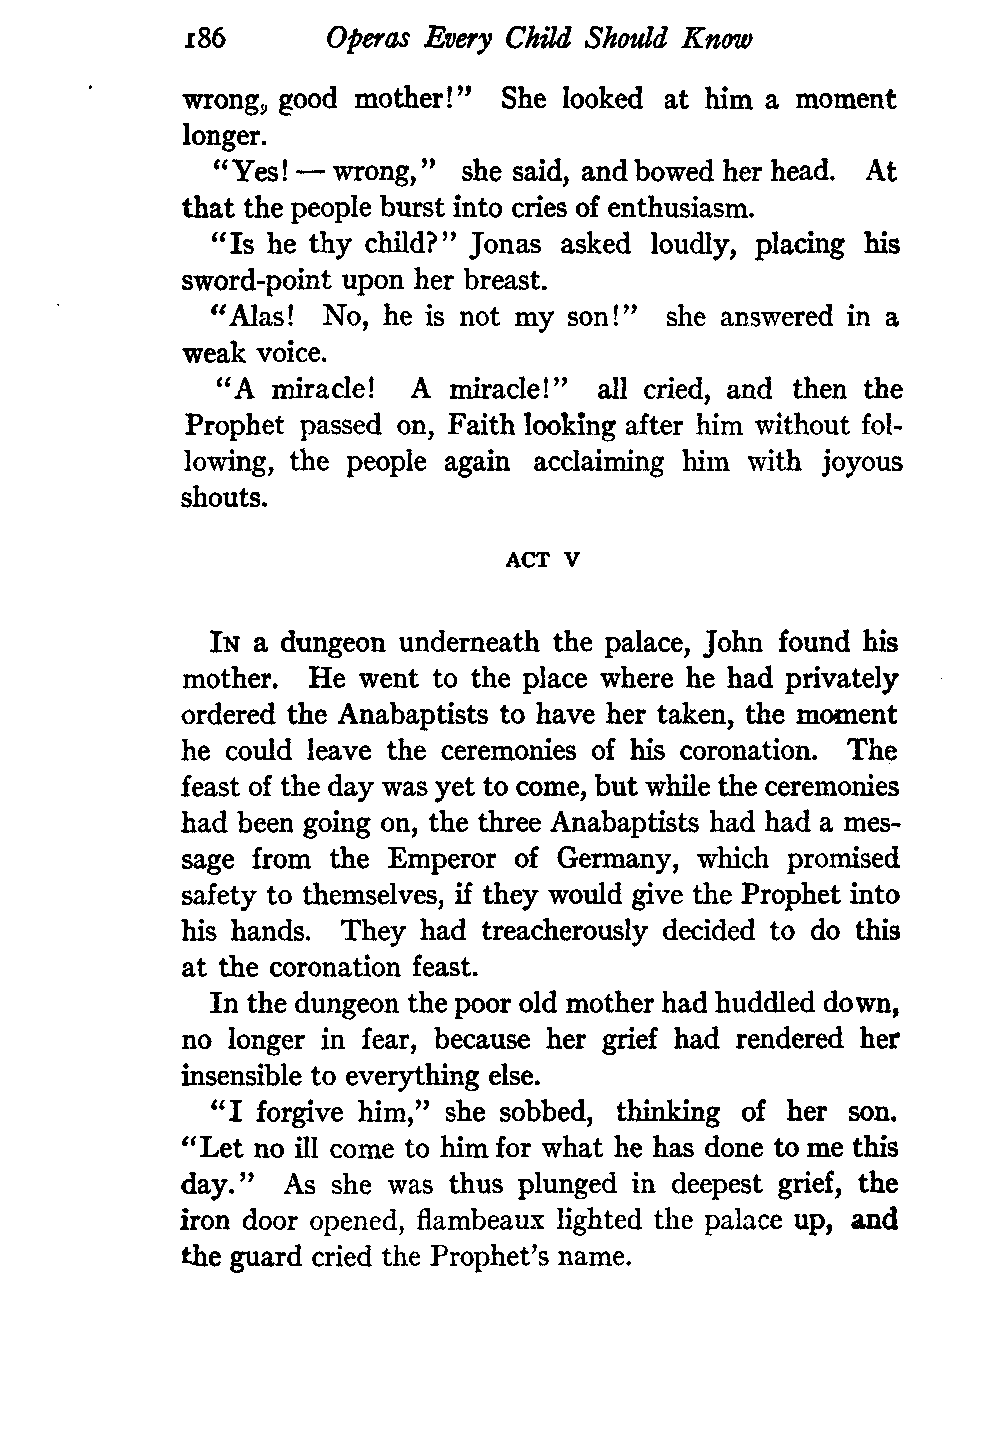 186 Operas Every Child Should Know
wrong, good mother!” She looked at him a moment
longer.
“Yes! — wrong,” she said, and bowed her head. At
that the people burst into cries of enthusiasm.
“Is he thy child?” Jonas asked loudly, placing his
sword-point upon her breast.
“Alas! No, he is not my son!” she answered in a
weak voice.
“A miracle! A miracle!” all cried, and then the
Prophet passed on, Faith looking after him without fol-
lowing, the people again acclaiming him with joyous
shouts.
ACT V
IN a dungeon underneath the palace, John found his
mother. He went to the place where he had privately
ordered the Anabaptists to have her taken, the moment
he could leave the ceremonies of his coronation. The
feast of the day was yet to come, but while the ceremonies
had been going on, the three Anabaptists had had a mes-
sage from the Emperor of Germany, which promised
safety to themselves, if they would give the Prophet into
his hands. They had treacherously decided to do this
at the coronation feast.
In the dungeon the poor old mother had huddled down,
no longer in fear, because her grief had rendered her
insensible to everything else.
“I forgive him,” she sobbed, thinking of her son.
“Let no ill come to him for what he has done to me this
day.” As she was thus plunged in deepest grief, the
iron door opened, flambeaux lighted the palace up, and
the guard cried the Prophet’s name.